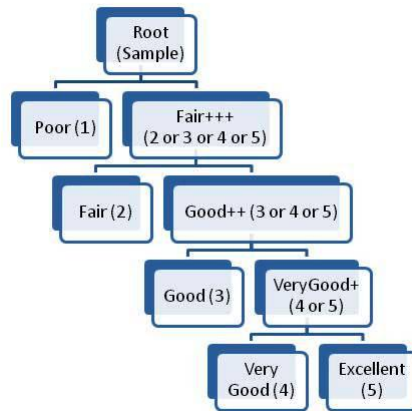 Root
(Sample)
Poor (1)
Fair+++
(2 or 3 or 4 or 5)
Fair (2)
Good++ (3 or 4 or 5)
Good (3)
VeryGood+
(4 or 5)
Very
Good (4)
Excellent
(5)